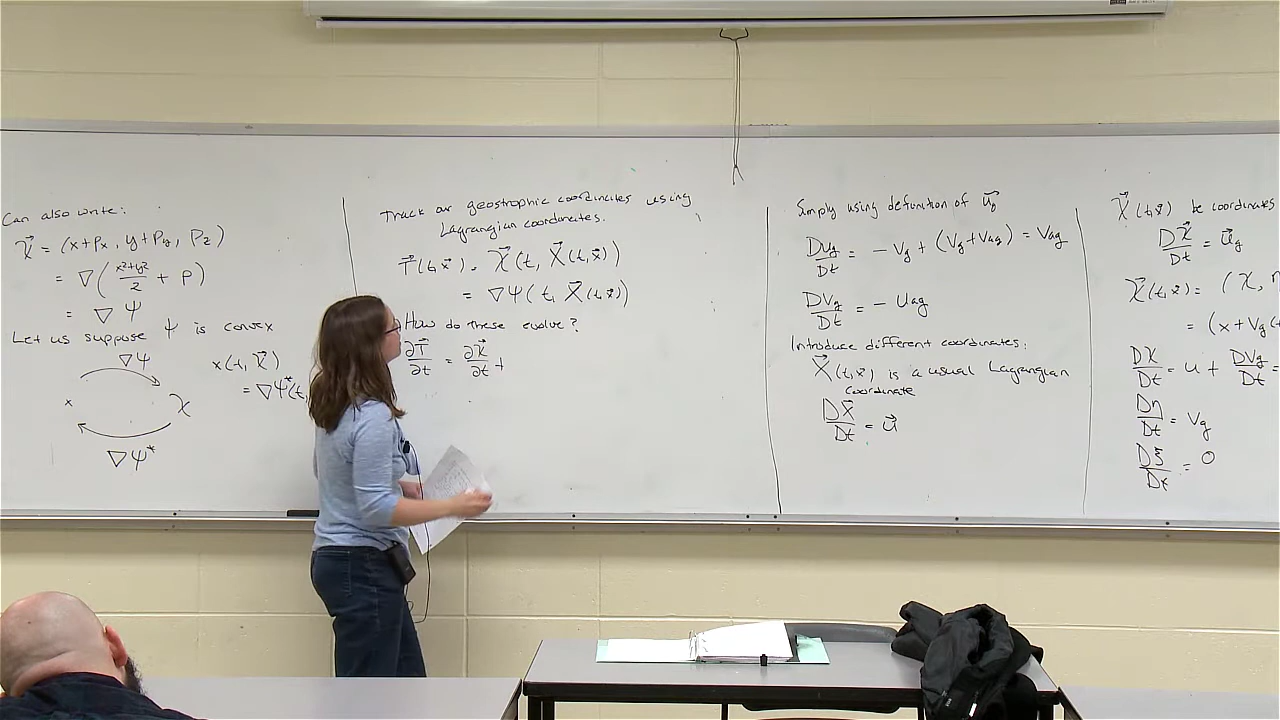 Can also write:
𝜒⃗ = (x+Px, y+Py, Pz)
= ∇( (x²+y²)/2 + P)
= ∇ Ψ
Let us suppose Ψ is convex
∇Ψ
x(t, 𝜒⃗)
= ∇Ψ*(t,
x
𝜒
∇Ψ*
Track our geostrophic coordinates using
Lagrangian coordinates.
T⃗(t,x⃗) = 𝜒⃗(t, X⃗(t,x⃗))
= ∇Ψ(t, X⃗(t,x⃗))
How do these evolve?
∂T⃗/∂t = ∂𝜒⃗/∂t +
Simply using definition of u⃗g
Dug/Dt = - Vg + (Vg + Vag) = Vag
DVg/Dt = - Uag
Introduce different coordinates:
X⃗(t,x⃗) is a usual Lagrangian
coordinate
DX⃗/Dt = u⃗
𝜒⃗(t,x⃗) be coordinates
D𝜒⃗/Dt = u⃗g
𝜒⃗(t,x⃗) = (𝜒, η
= (x + Vg(
D𝜒/Dt = u + DVg/Dt =
Dη/Dt = Vg
Dξ/Dt = 0